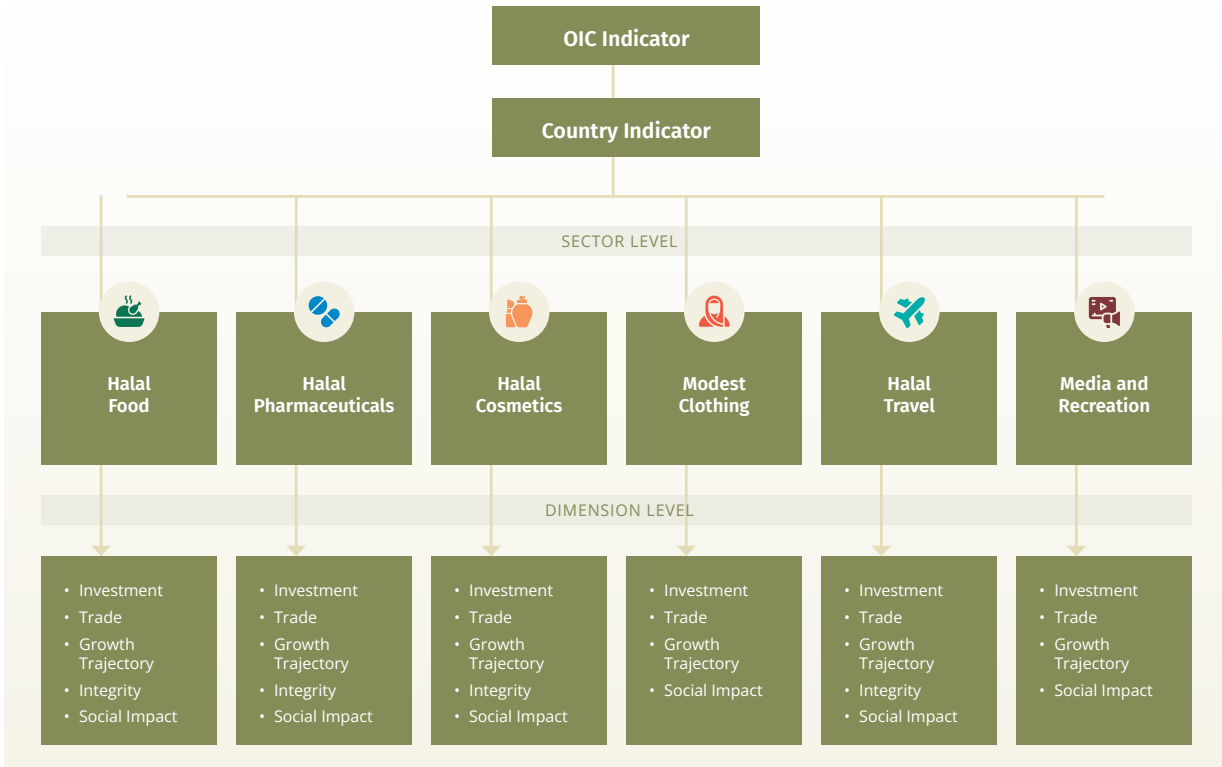 OIC Indicator
Country Indicator
SECTOR LEVEL
Halal
Food
Halal
Pharmaceuticals
Halal
Cosmetics
Modest
Clothing
Halal
Travel
Media and
Recreation
DIMENSION LEVEL
• Investment
• Trade
• Growth
Trajectory
• Integrity
• Social Impact
• Investment
• Trade
• Growth
Trajectory
• Integrity
• Social Impact
• Investment
• Trade
• Growth
Trajectory
• Integrity
• Social Impact
• Investment
• Trade
• Growth
Trajectory
• Social Impact
• Investment
• Trade
• Growth
Trajectory
• Integrity
• Social Impact
• Investment
• Trade
• Growth
Trajectory
• Social Impact